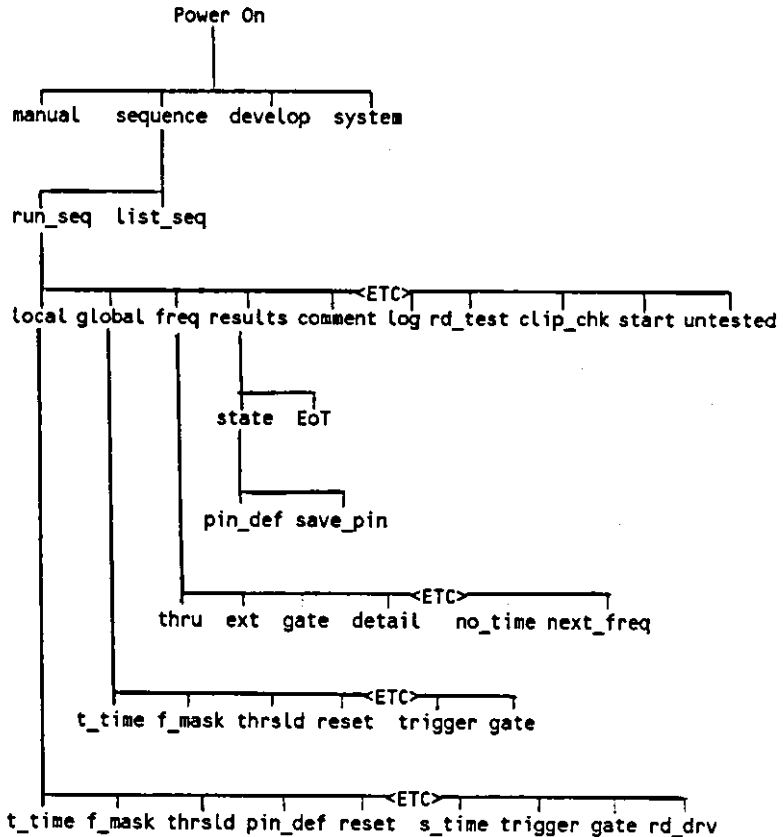 Power On
manual sequence develop system
run_seq list_seq
<ETC>
local global freq results comment log rd_test clip_chk start untested
state EoT
pin_def save_pin
<ETC>
thru ext gate detail no_time next_freq
<ETC>
t_time f_mask thrsld reset trigger gate
<ETC>
t_time f_mask thrsld pin_def reset s_time trigger gate rd_drv